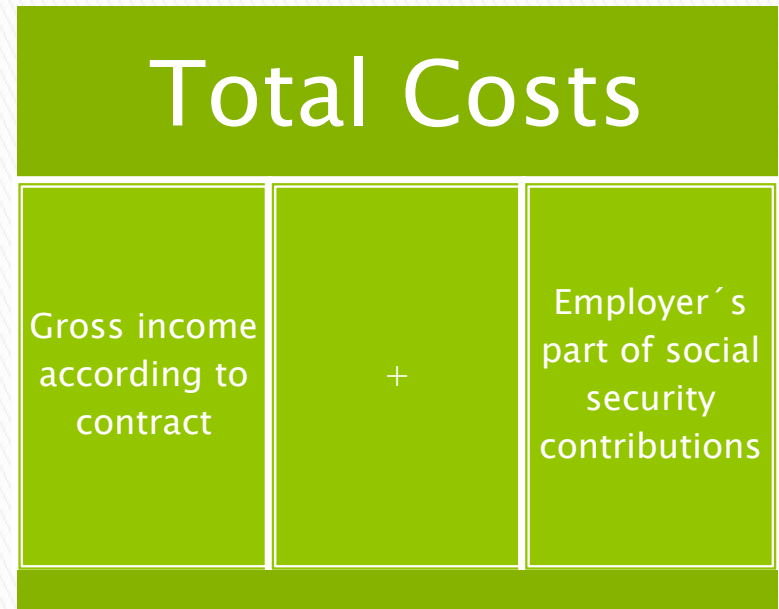 Total Costs
Gross income
according to
contract
+
Employer´s
part of social
security
contributions